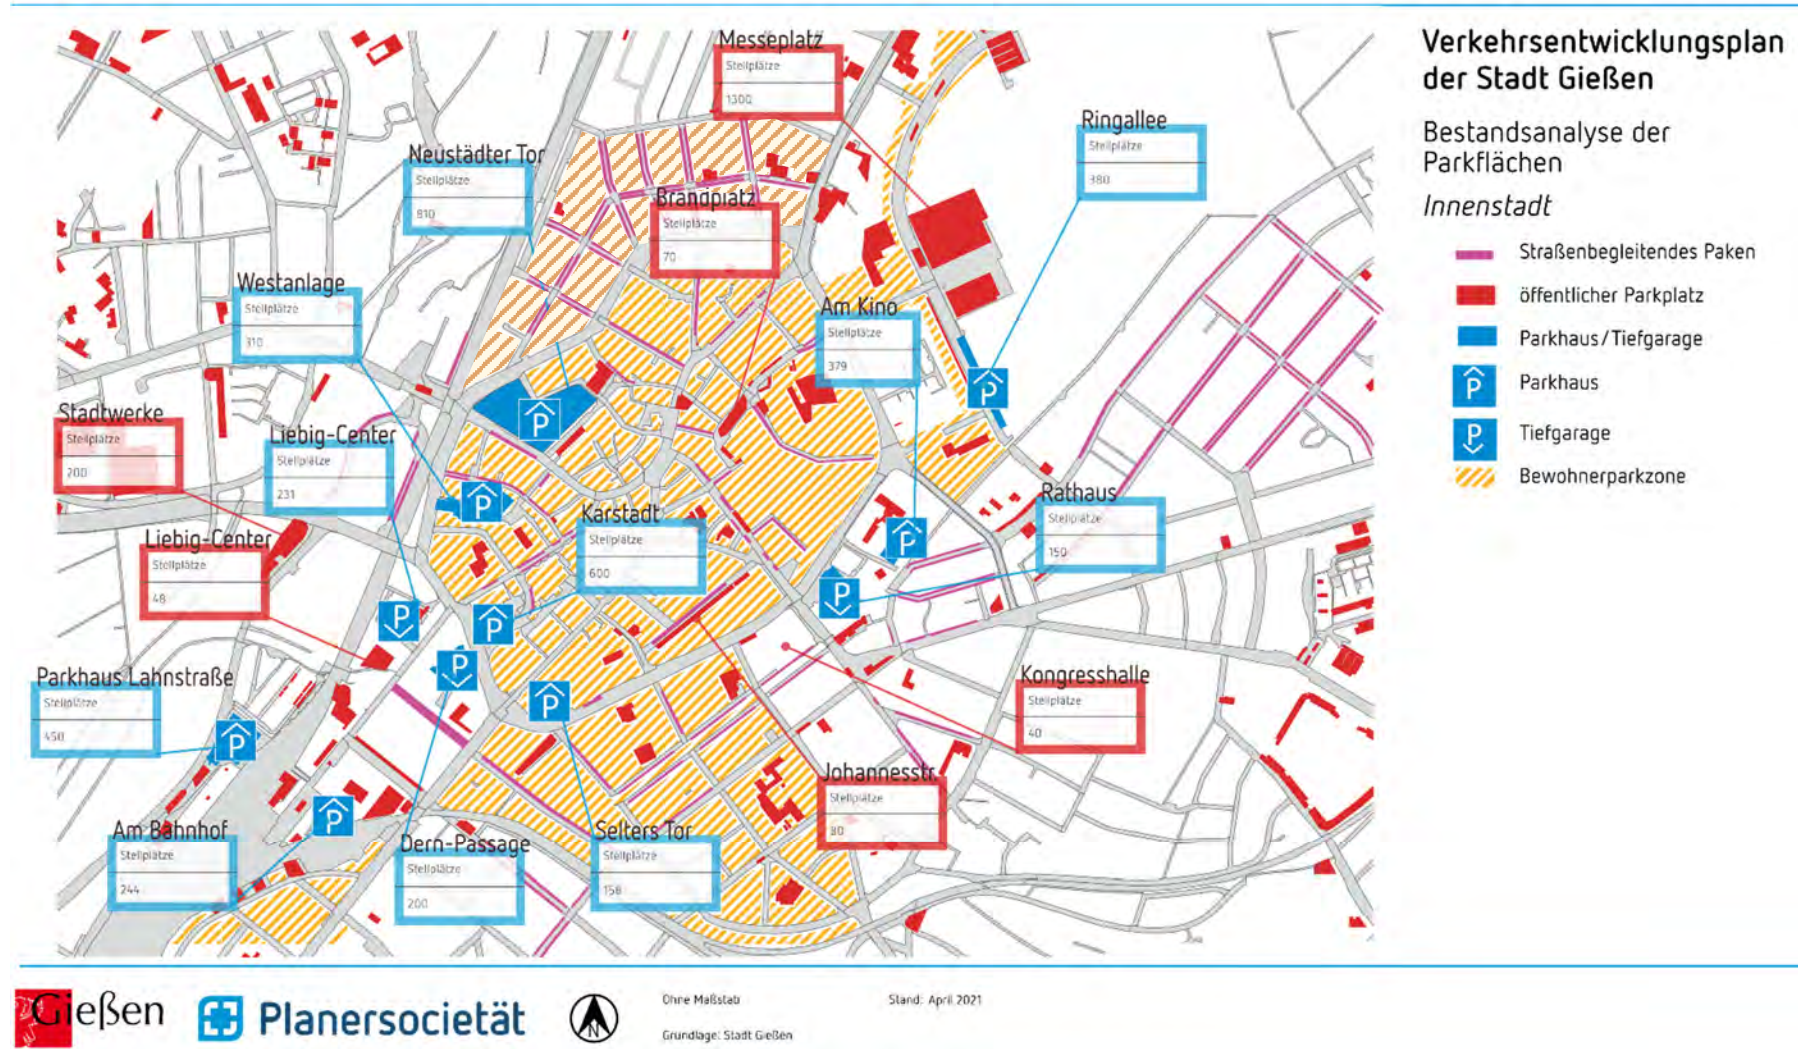 Verkehrsentwicklungsplan
der Stadt Gießen
Bestandsanalyse der
Parkflächen
Innenstadt
Straßenbegleitendes Paken
öffentlicher Parkplatz
Parkhaus/Tiefgarage
P
Parkhaus
P
Tiefgarage
Bewohnerparkzone
Messeplatz
Stellplätze
1300
Ringallee
Stellplätze
380
Neustädter Tor
Stellplätze
810
Brandplatz
Stellplätze
70
Westanlage
Stellplätze
310
Am Kino
Stellplätze
379
Stadtwerke
Stellplätze
200
Liebig-Center
Stellplätze
231
Rathaus
Stellplätze
150
Karstadt
Stellplätze
600
Liebig-Center
Stellplätze
48
Parkhaus Lahnstraße
Stellplätze
450
Kongresshalle
Stellplätze
40
Johannesstr.
Stellplätze
80
Am Bahnhof
Stellplätze
244
Dern-Passage
Stellplätze
200
Selters Tor
Stellplätze
158
P
P
P
P
P
P
P
P
P
P
P
Gießen
Planersocietät
N
Ohne Maßstab
Stand: April 2021
Grundlage: Stadt Gießen